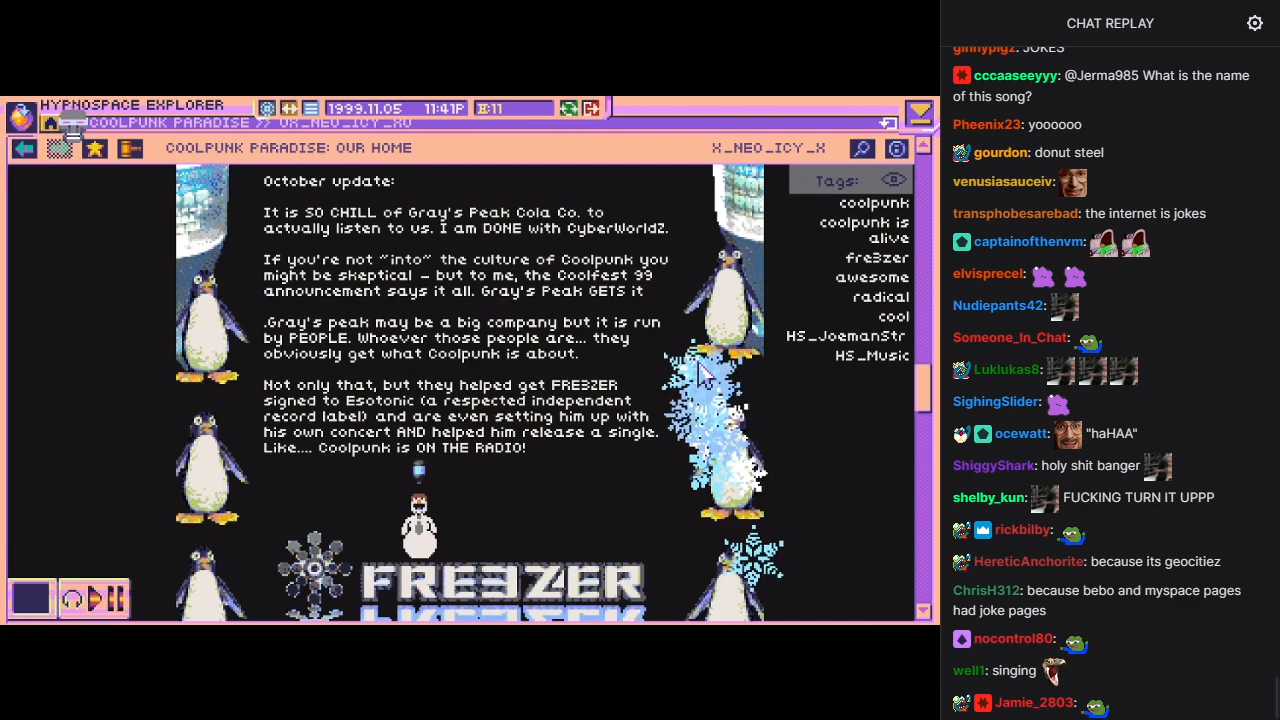 HYPNOSPACE EXPLORER
1999.11.05 11:41P
11
COOLPUNK PARADISE >> 
COOLPUNK PARADISE: OUR HOME
X_NEO_ICY_X
October update:
It is SO CHILL of Gray's Peak Cola Co. to
actually listen to us. I am DONE with CyberWorldZ.
If you're not "into" the culture of Coolpunk you
might be skeptical - but to me, the Coolfest 99
announcement says it all. Gray's Peak GETS it
.Gray's peak may be a big company but it is run
by PEOPLE. Whoever those people are... they
obviously get what Coolpunk is about.
Not only that, but they helped get FRE3ZER
signed to Esotonic (a respected independent
record label) and are even setting him up with
his own concert AND helped him release a single.
Like.... Coolpunk is ON THE RADIO!
FRE3ZER
Tags:
coolpunk
coolpunk is
alive
fre3zer
awesome
radical
cool
HS_JoemanStr
HS_Music
CHAT REPLAY
ginnypigz: JOKES
cccaaseeyyy: @Jerma985 What is the name
of this song?
Pheenix23: yoooooo
gourdon: donut steel
venusiasauceiv:
transphobesarebad: the internet is jokes
captainofthenvm:
elvisprecel:
Nudiepants42:
Someone_In_Chat:
Luklukas8:
SighingSlider:
ocewatt: "haHAA"
ShiggyShark: holy shit banger
shelby_kun: FUCKING TURN IT UPPP
rickbilby:
HereticAnchorite: because its geocitiez
ChrisH312: because bebo and myspace pages
had joke pages
nocontrol80:
well1: singing
Jamie_2803: